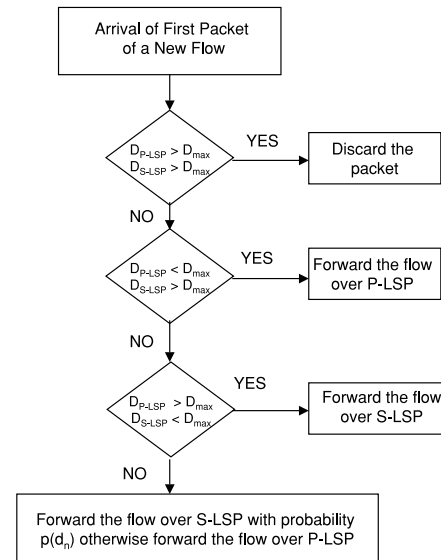 Arrival of First Packet
of a New Flow
D_P-LSP > D_max
D_S-LSP > D_max
YES
Discard the
packet
NO
D_P-LSP < D_max
D_S-LSP > D_max
YES
Forward the flow
over P-LSP
NO
D_P-LSP > D_max
D_S-LSP < D_max
YES
Forward the flow
over S-LSP
NO
Forward the flow over S-LSP with probability
p(d_n) otherwise forward the flow over P-LSP